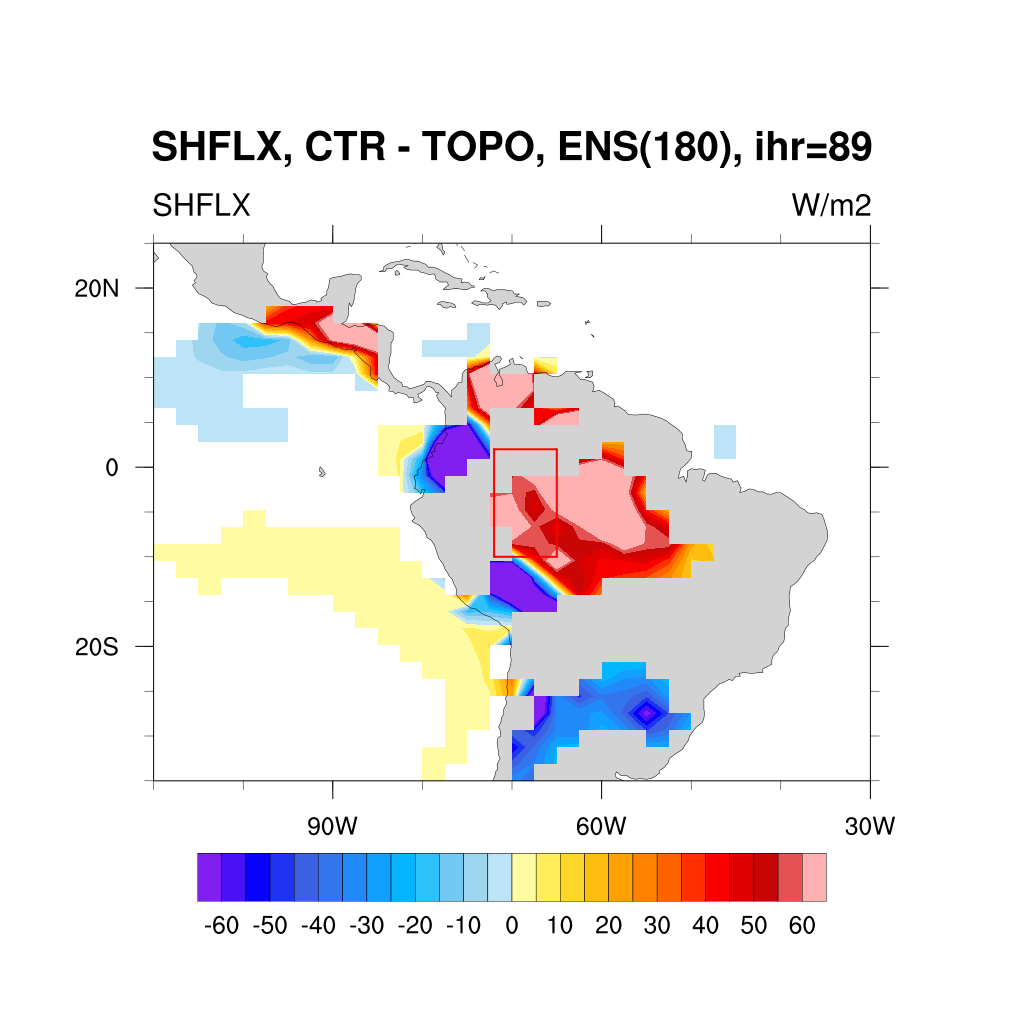 SHFLX, CTR - TOPO, ENS(180), ihr=89
SHFLX W/m2
20N
0
20S
90W 60W 30W
-60 -50 -40 -30 -20 -10 0 10 20 30 40 50 60